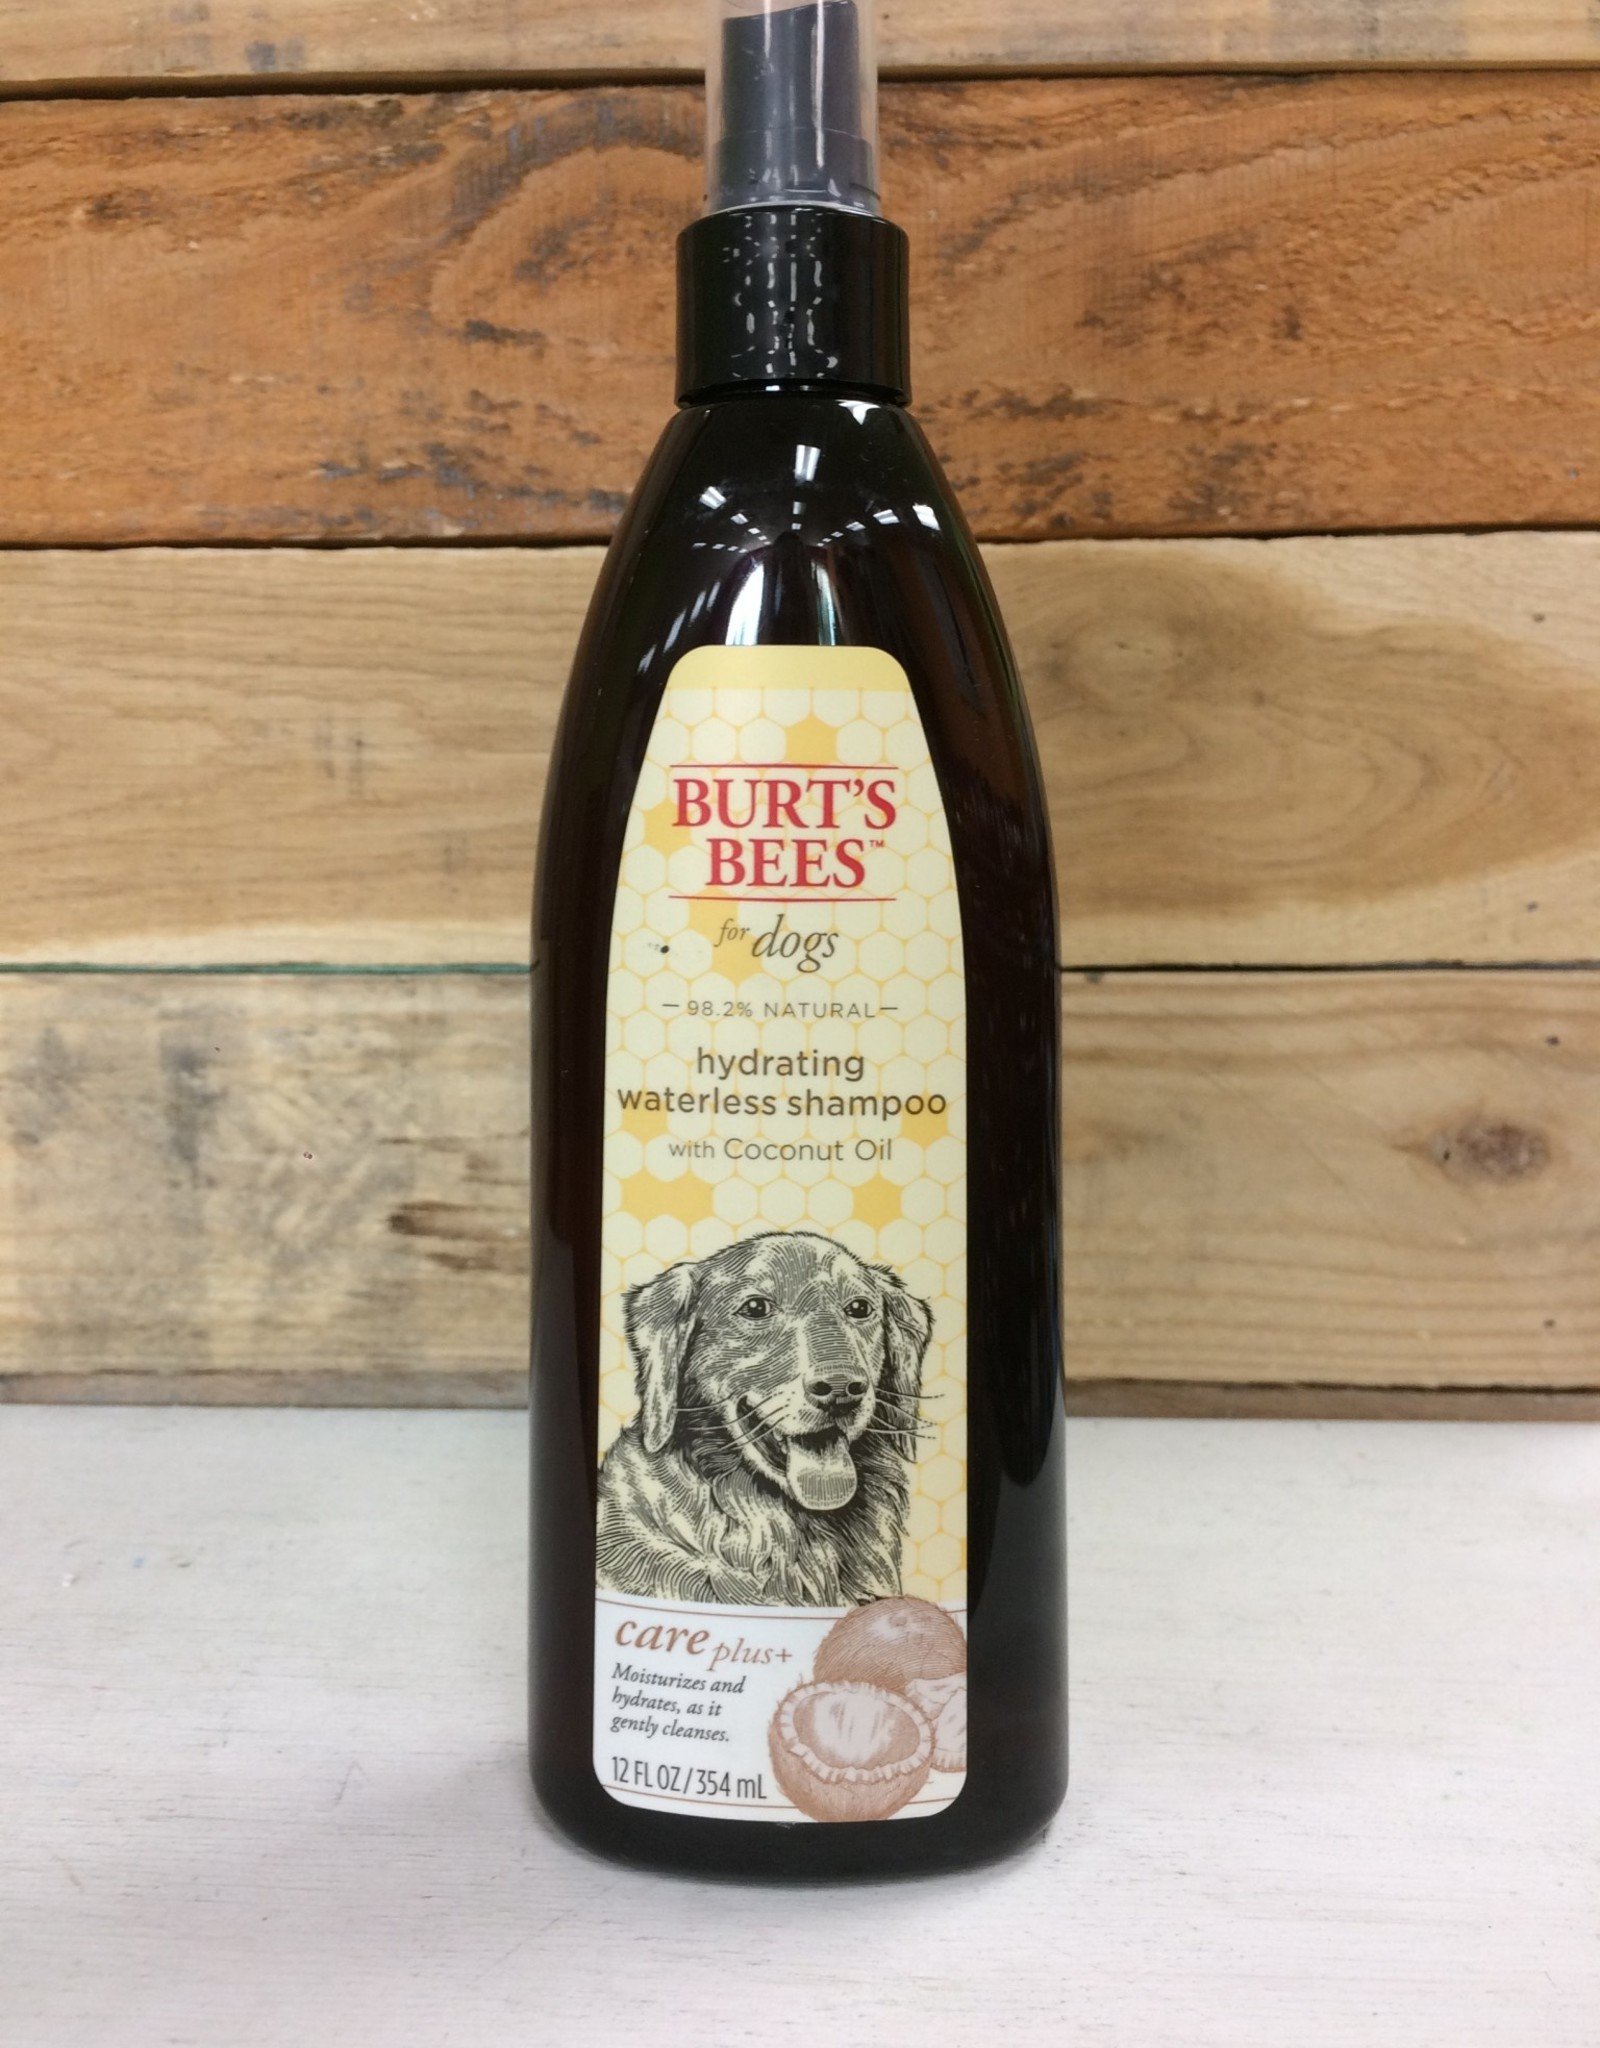 BURT'S
BEES™
for dogs
98.2% NATURAL
hydrating
waterless shampoo
with Coconut Oil
care plus+
Moisturizes and
hydrates, as it
gently cleanses.
12 FL OZ / 354 mL